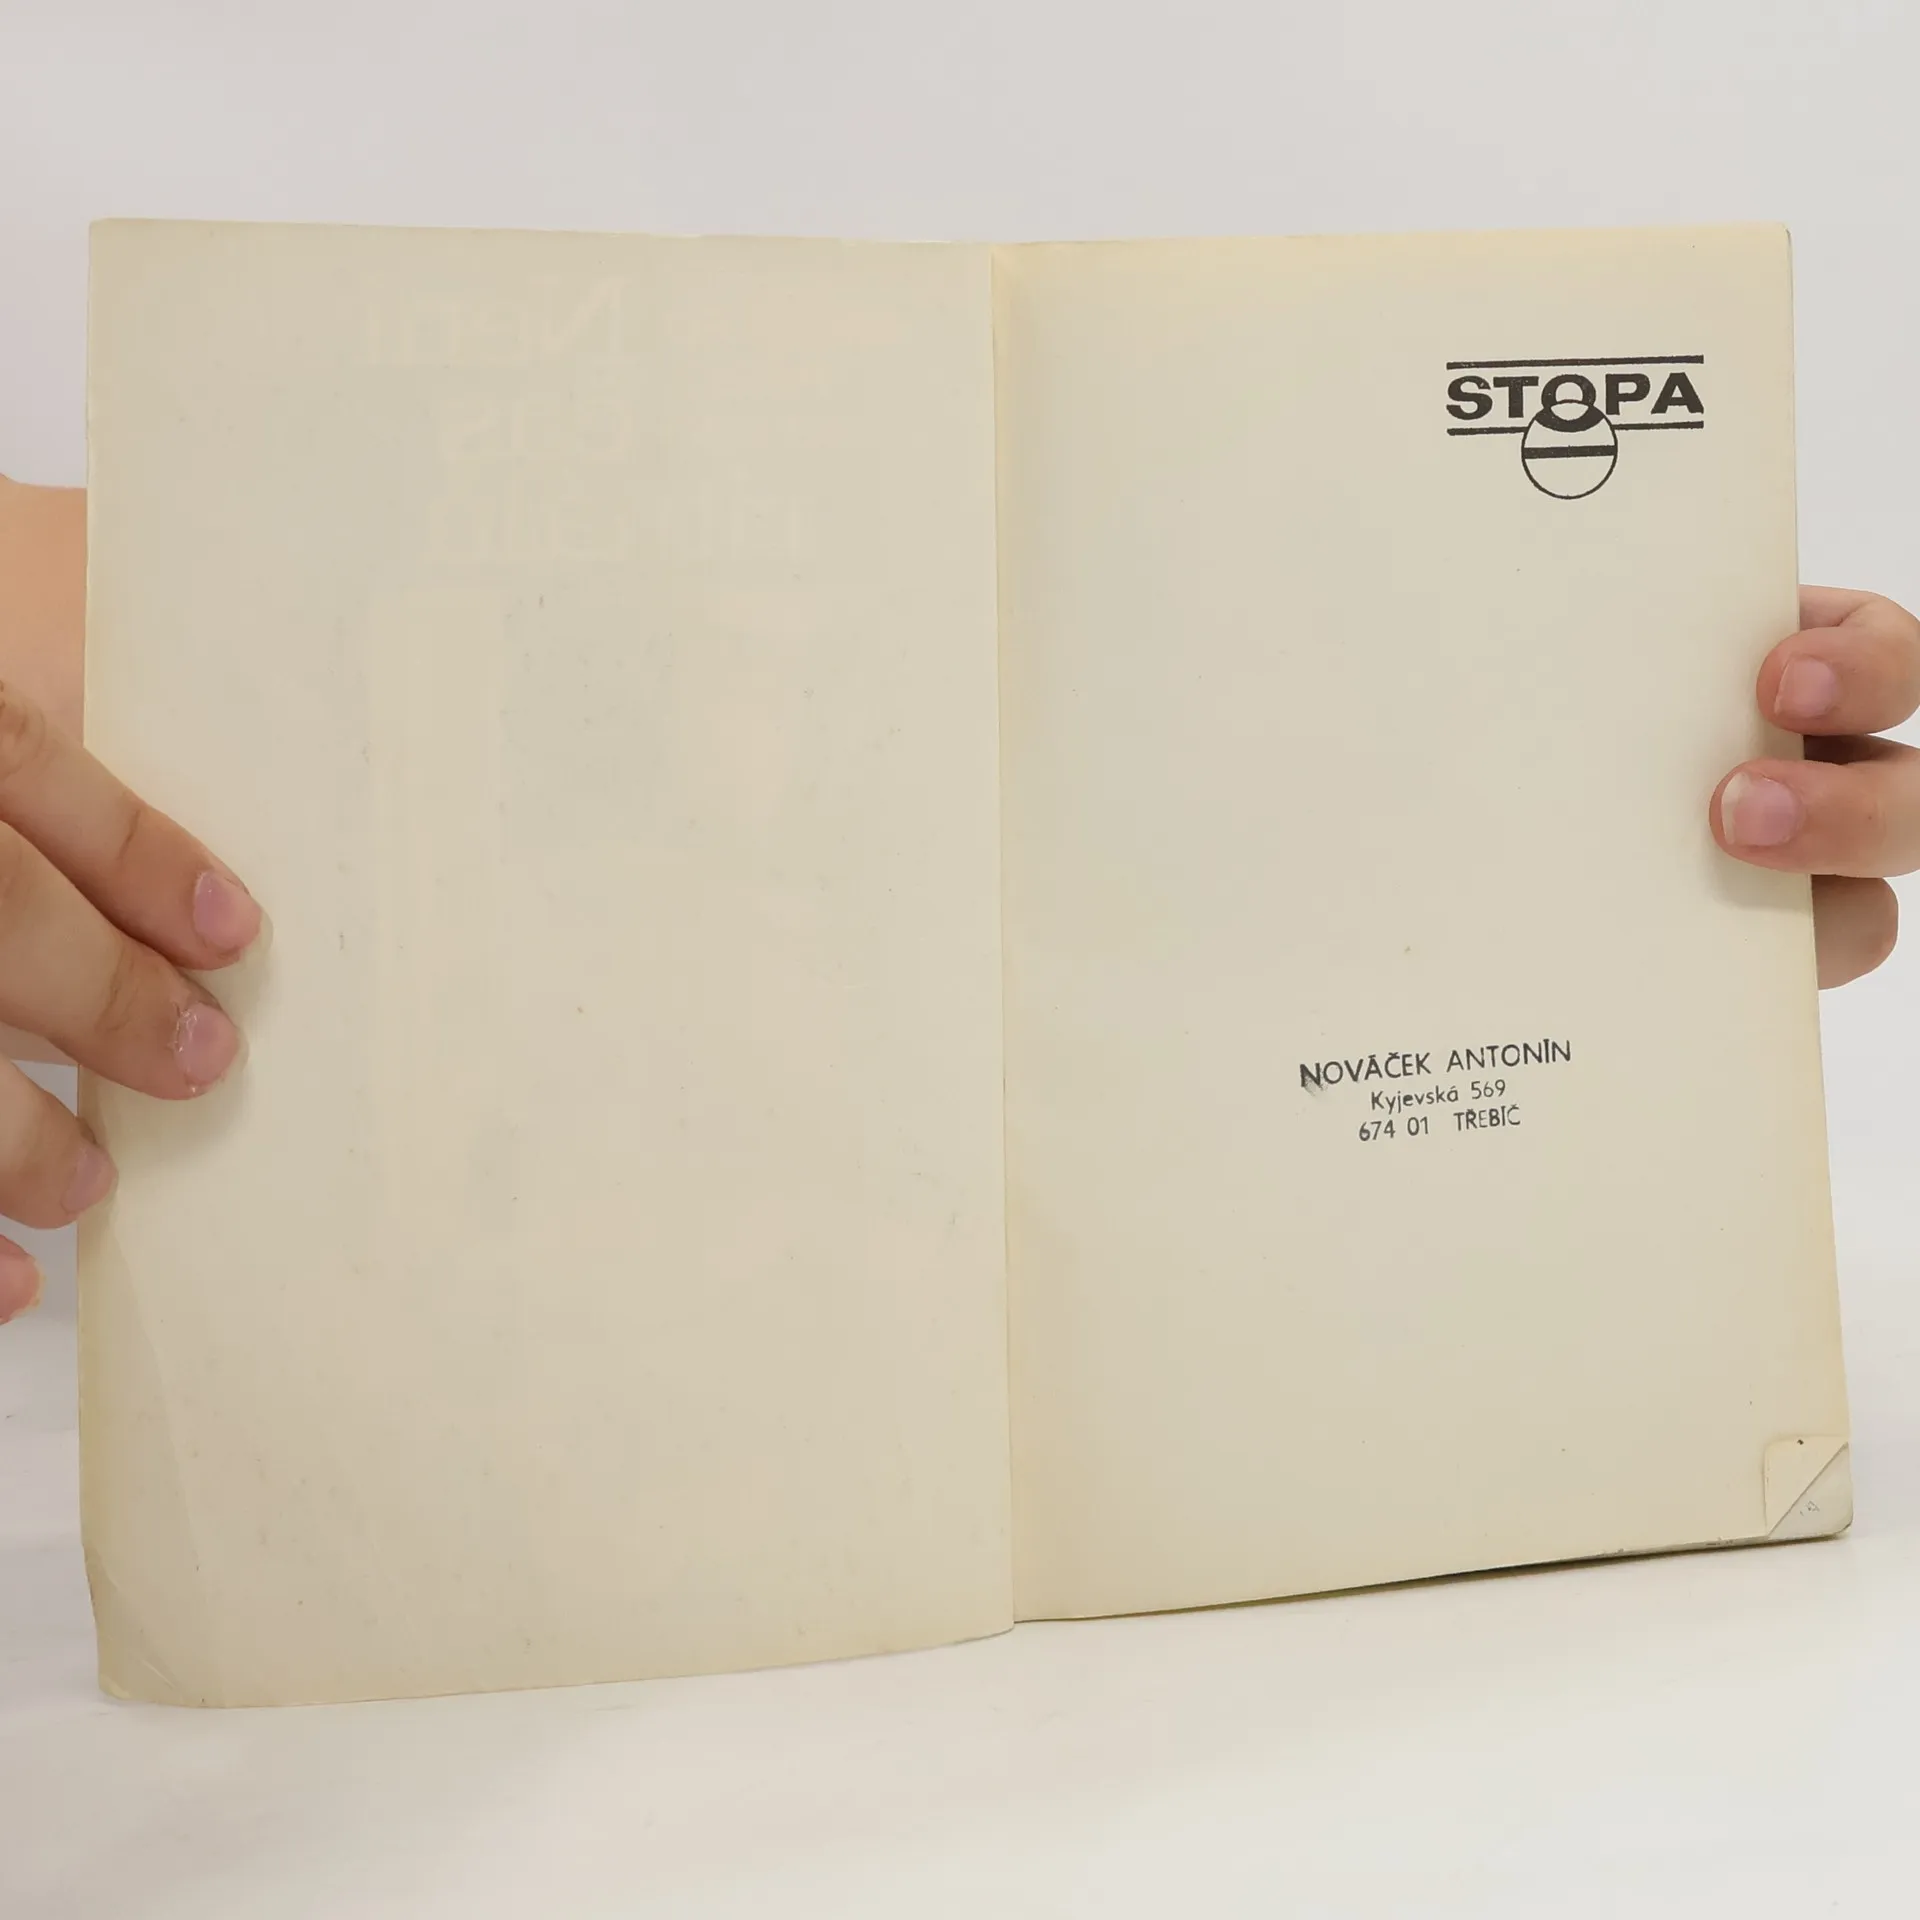 STOPA
NOVÁČEK ANTONÍN
Kyjevská 569
674 01 TŘEBÍČ